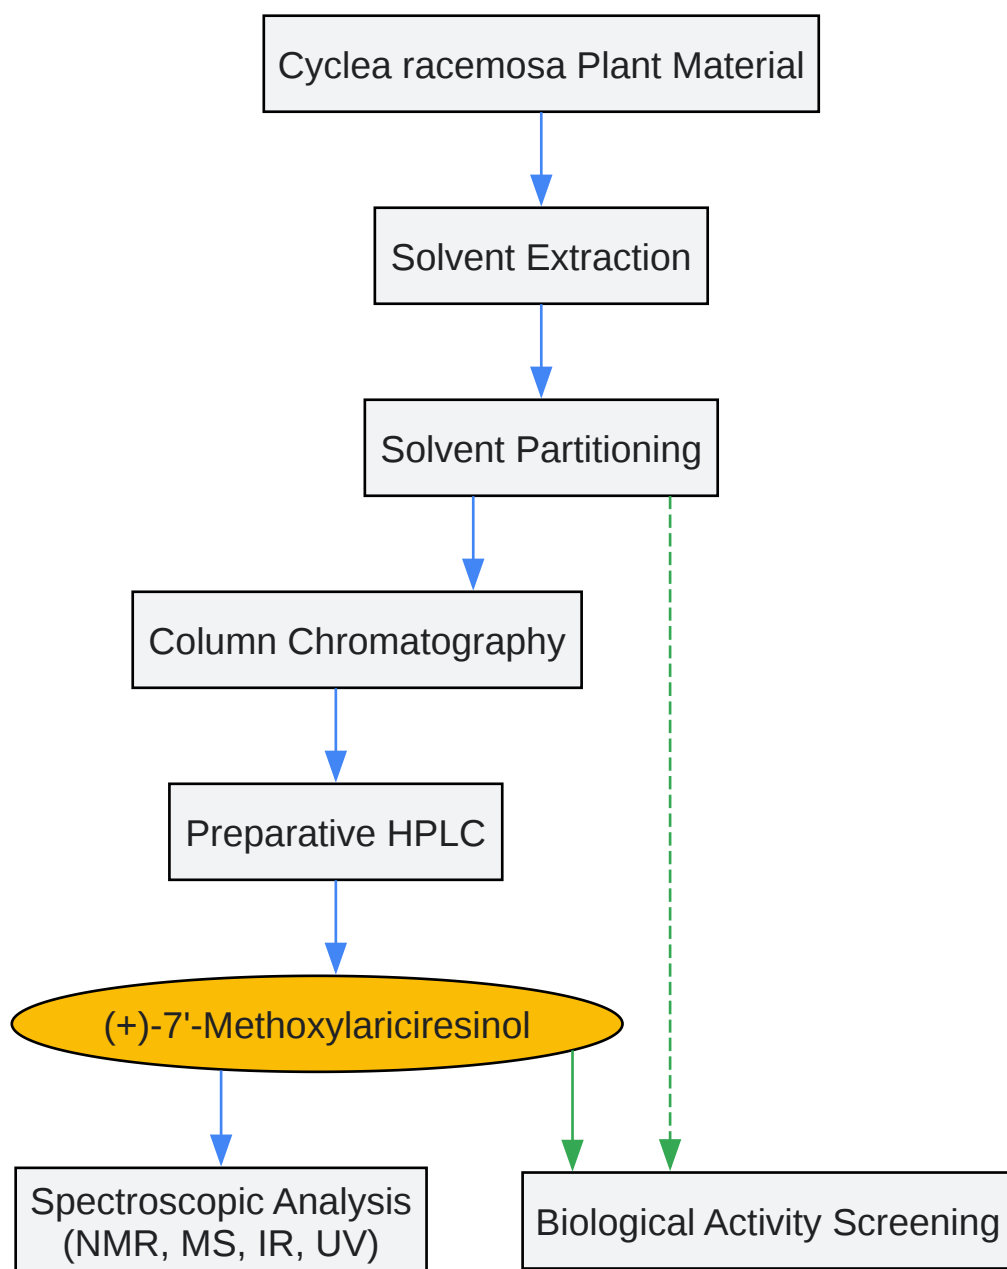 Cyclea racemosa Plant Material
Solvent Extraction
Solvent Partitioning
Column Chromatography
Preparative HPLC
(+)-7'-Methoxylariciresinol
Spectroscopic Analysis
(NMR, MS, IR, UV)
Biological Activity Screening